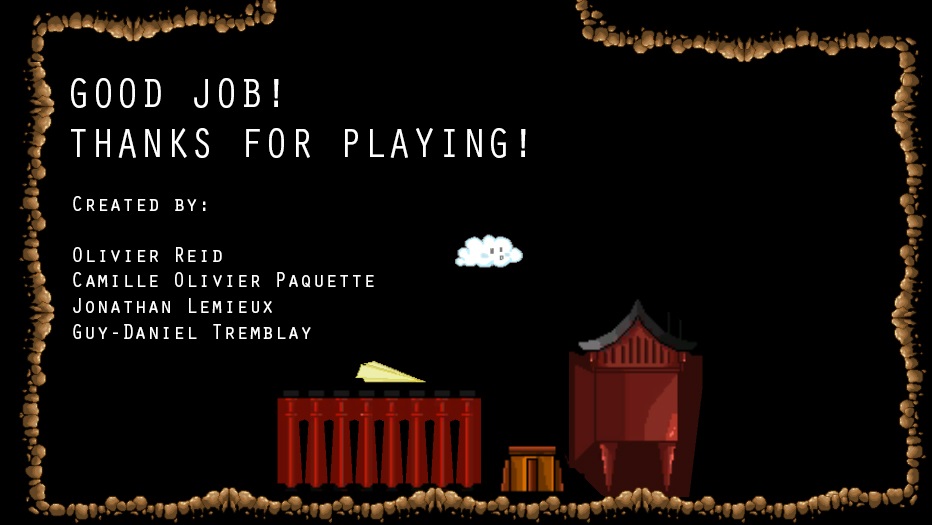 GOOD JOB!
THANKS FOR PLAYING!
CREATED BY:
OLIVIER REID
CAMILLE OLIVIER PAQUETTE
JONATHAN LEMIEUX
GUY-DANIEL TREMBLAY